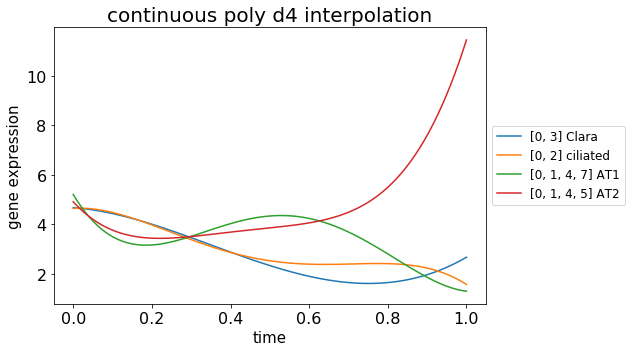 continuous poly d4 interpolation
gene expression
10
8
6
4
2
0.0 0.2 0.4 0.6 0.8 1.0
time
[0, 3] Clara
[0, 2] ciliated
[0, 1, 4, 7] AT1
[0, 1, 4, 5] AT2